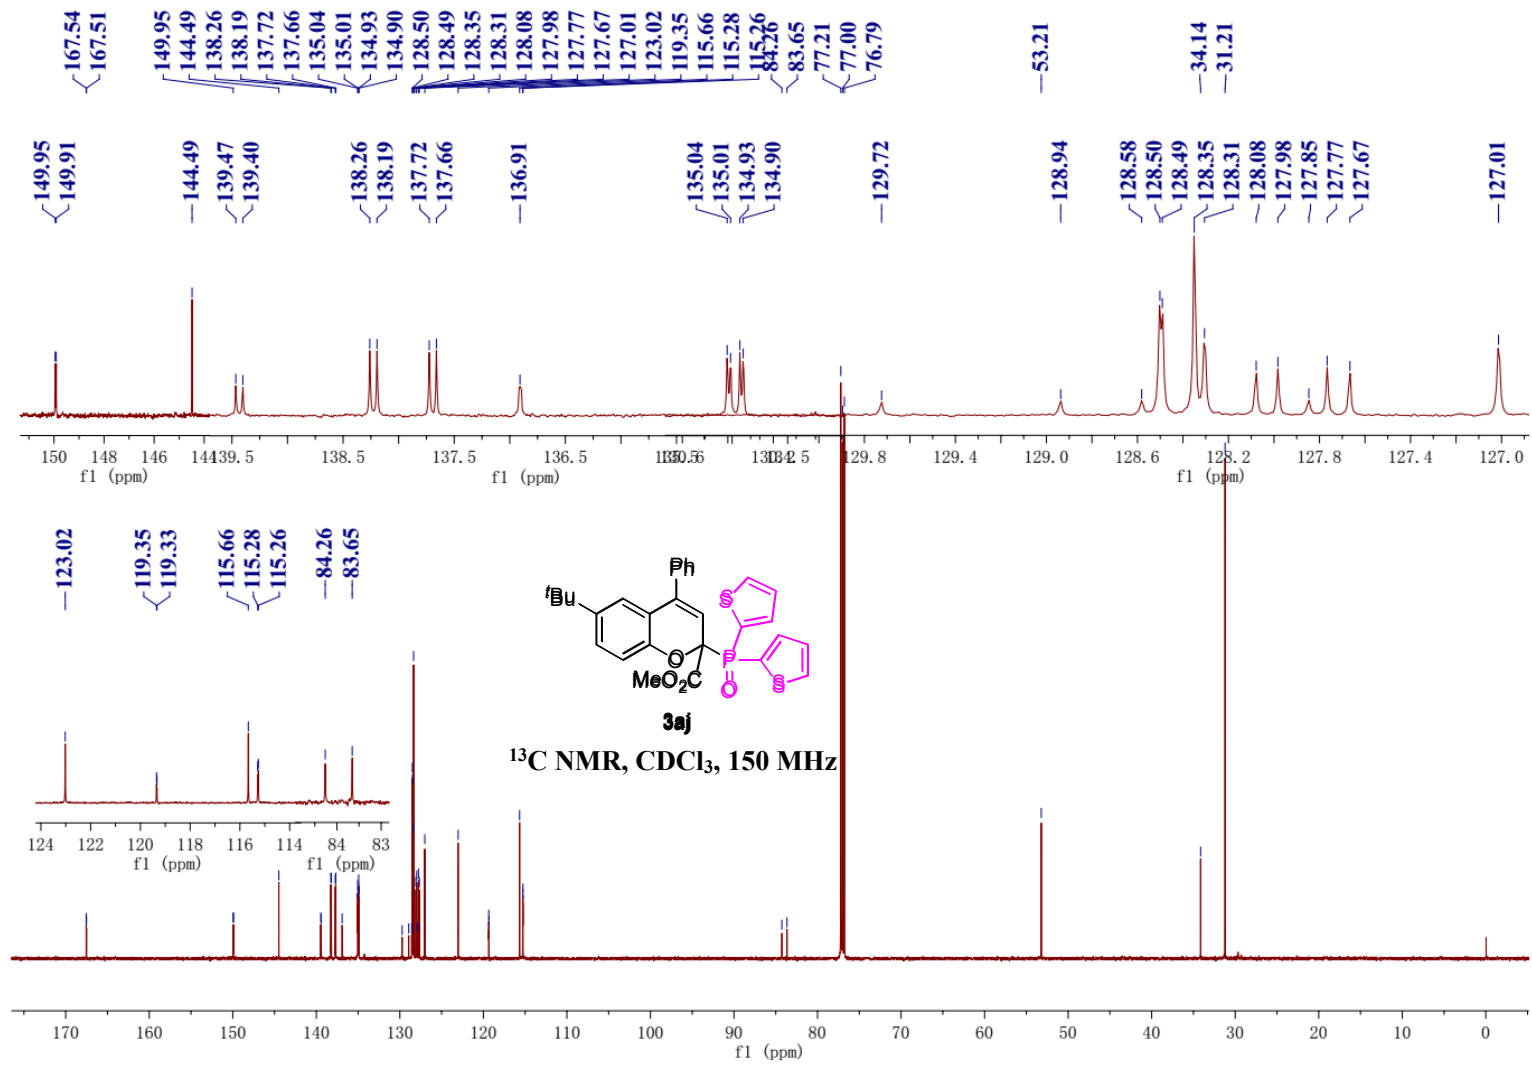 167.54 167.51 149.95 144.49 138.26 138.19 137.72 137.66 135.04 135.01 134.93 134.90 128.50 128.49 128.35 128.31 128.08 127.98 127.77 127.67 127.01 123.02 119.35 115.66 115.28 115.26 84.26 83.65 77.21 77.00 76.79 53.21 34.14 31.21
149.95 149.91 144.49 139.47 139.40 138.26 138.19 137.72 137.66 136.91 135.04 135.01 134.93 134.90 129.72 128.94 128.58 128.50 128.49 128.35 128.31 128.08 127.98 127.85 127.77 127.67 127.01
150 148 146 144
f1 (ppm)
139.5 138.5 137.5 136.5 135.5 134.5
f1 (ppm)
129.8 129.4 129.0 128.6 128.2 127.8 127.4 127.0
f1 (ppm)
123.02 119.35 119.33 115.66 115.28 115.26 84.26 83.65
124 122 120 118 116 114
f1 (ppm)
84 83
f1 (ppm)
Ph
tBu
S
O
P
S
MeO2C
O
3aj
13C NMR, CDCl3, 150 MHz
170 160 150 140 130 120 110 100 90 80 70 60 50 40 30 20 10 0
f1 (ppm)